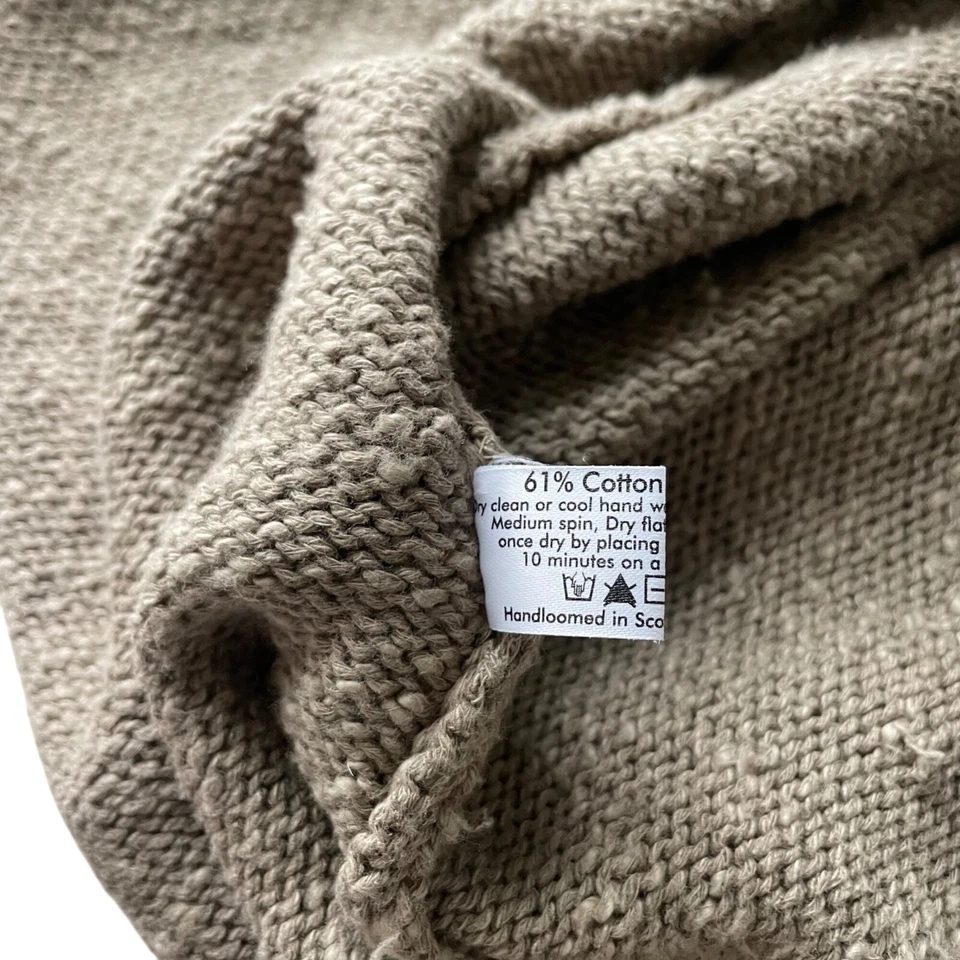 61% Cotton
ry clean or cool hand w
Medium spin, Dry flat
once dry by placing
10 minutes on a
Handloomed in Sco